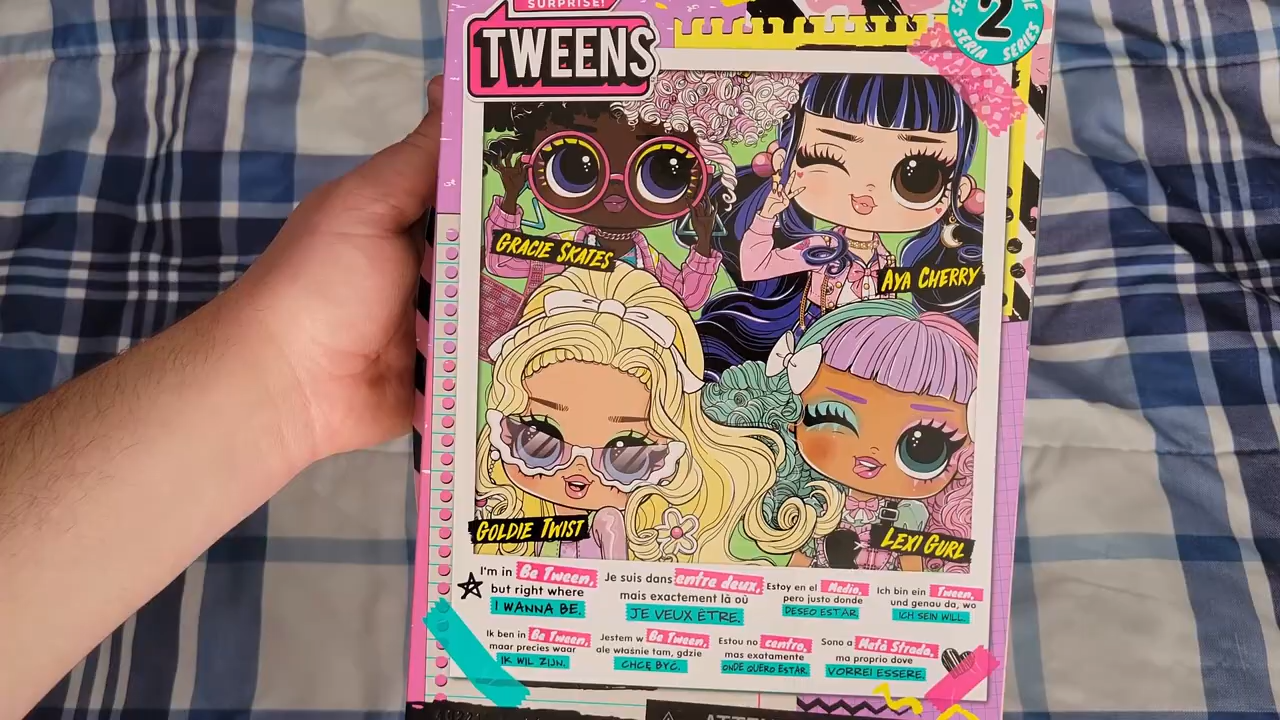 SURPRISE!
TWEENS
2
SERIA
SERIES
GRACIE SKATES
AYA CHERRY
GOLDIE TWIST
LEXI GURL
I'm in Be Tween,
but right where
I WANNA BE.
Je suis dans entre deux,
mais exactement là où
JE VEUX ÊTRE.
Estoy en el Medio,
pero justo donde
DESEO ESTAR.
Ich bin ein Tween,
und genau da, wo
ICH SEIN WILL.
Ik ben in Be Tween,
maar precies waar
IK WIL ZIJN.
Jestem w Be Tween,
ale właśnie tam, gdzie
CHCĘ BYĆ.
Estou no centro,
mas exatamente
ONDE QUERO ESTAR.
Sono a Metà Strada,
ma proprio dove
VORREI ESSERE.